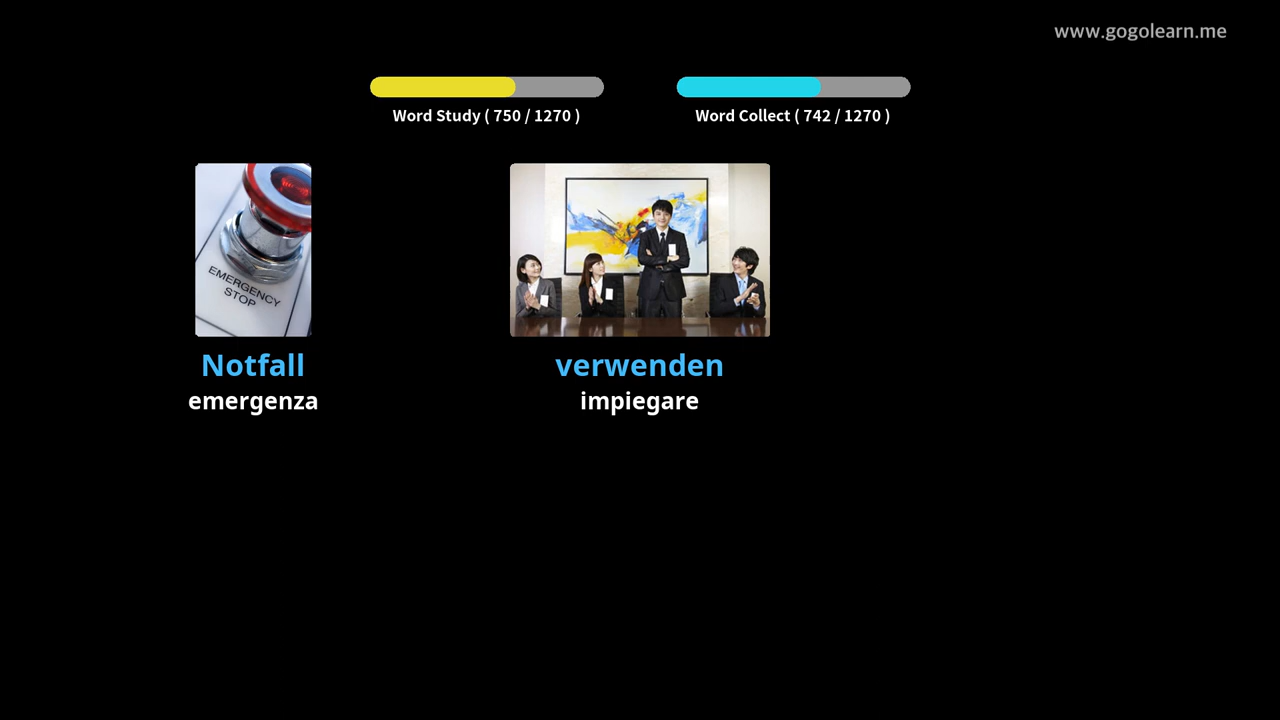 www.gogolearn.me
Word Study ( 750 / 1270 )
Word Collect ( 742 / 1270 )
EMERGENCY
STOP
Notfall
emergenza
verwenden
impiegare